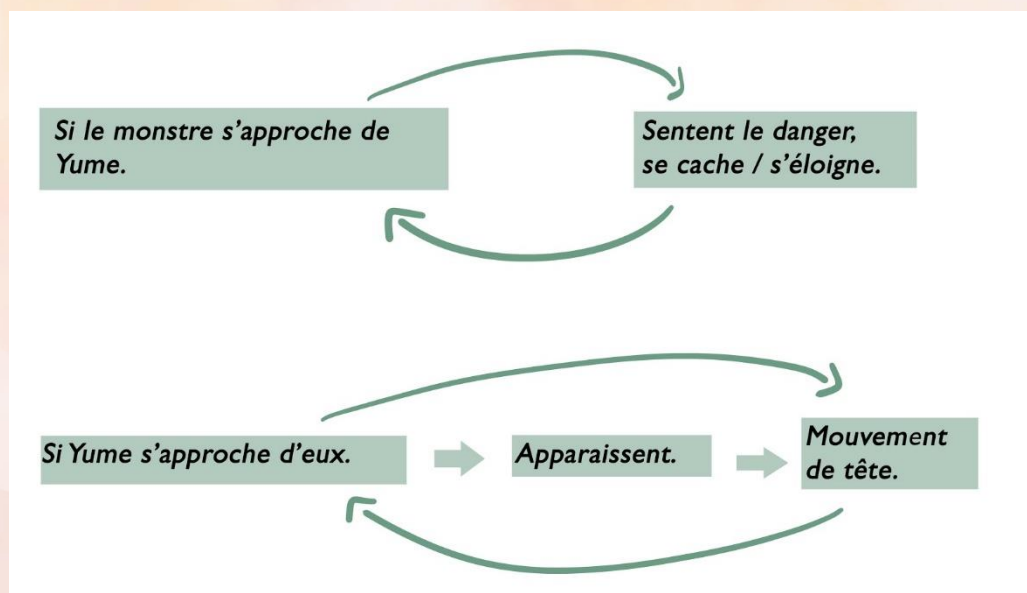 Si le monstre s'approche de
Yume.
Sentent le danger,
se cache / s'éloigne.
Si Yume s'approche d'eux.
Apparaissent.
Mouvement
de tête.